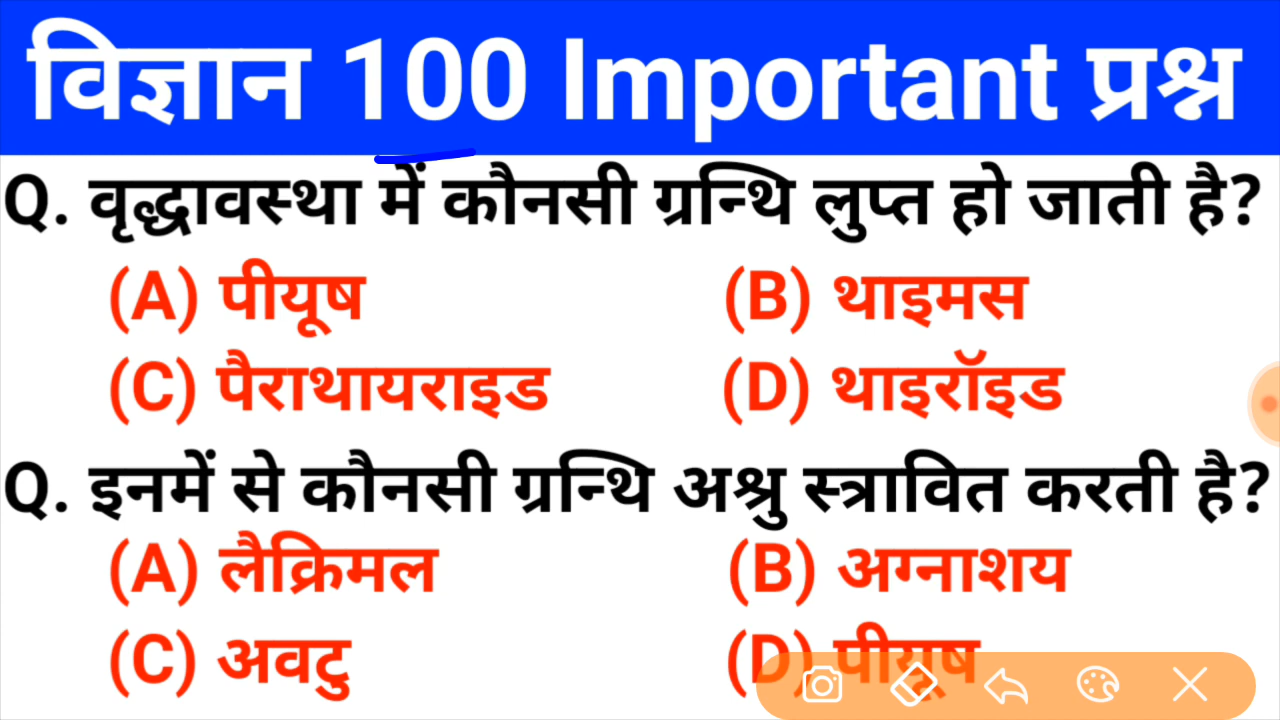 विज्ञान 100 Important प्रश्न
Q. वृद्धावस्था में कौनसी ग्रन्थि लुप्त हो जाती है?
(A) पीयूष (B) थाइमस
(C) पैराथायराइड (D) थाइरॉइड
Q. इनमें से कौनसी ग्रन्थि अश्रु स्त्रावित करती है?
(A) लैक्रिमल (B) अग्नाशय
(C) अवटु (D) पीयूष